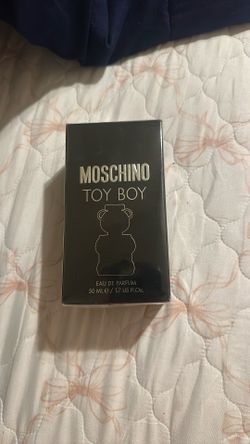 MOSCHINO
TOY BOY
EAU DE PARFUM
50 ML ℮ / 1.7 US FL.Oz.